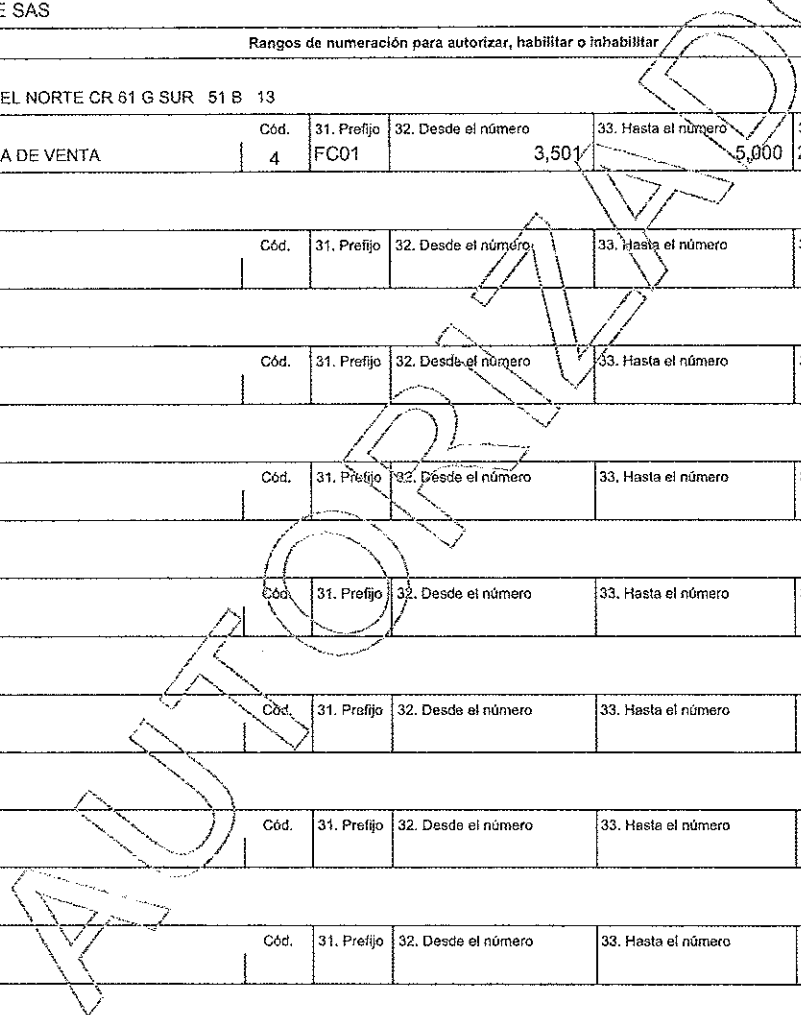 E SAS
Rangos de numeración para autorizar, habilitar o inhabilitar
EL NORTE CR 61 G SUR 51 B 13
Cód. 31. Prefijo 32. Desde el número 33. Hasta el número
A DE VENTA 4 FC01 3,501 5,000
Cód. 31. Prefijo 32. Desde el número 33. Hasta el número
Cód. 31. Prefijo 32. Desde el número 33. Hasta el número
Cód. 31. Prefijo 32. Desde el número 33. Hasta el número
Cód. 31. Prefijo 32. Desde el número 33. Hasta el número
Cód. 31. Prefijo 32. Desde el número 33. Hasta el número
Cód. 31. Prefijo 32. Desde el número 33. Hasta el número
Cód. 31. Prefijo 32. Desde el número 33. Hasta el número
AUTORIZAD